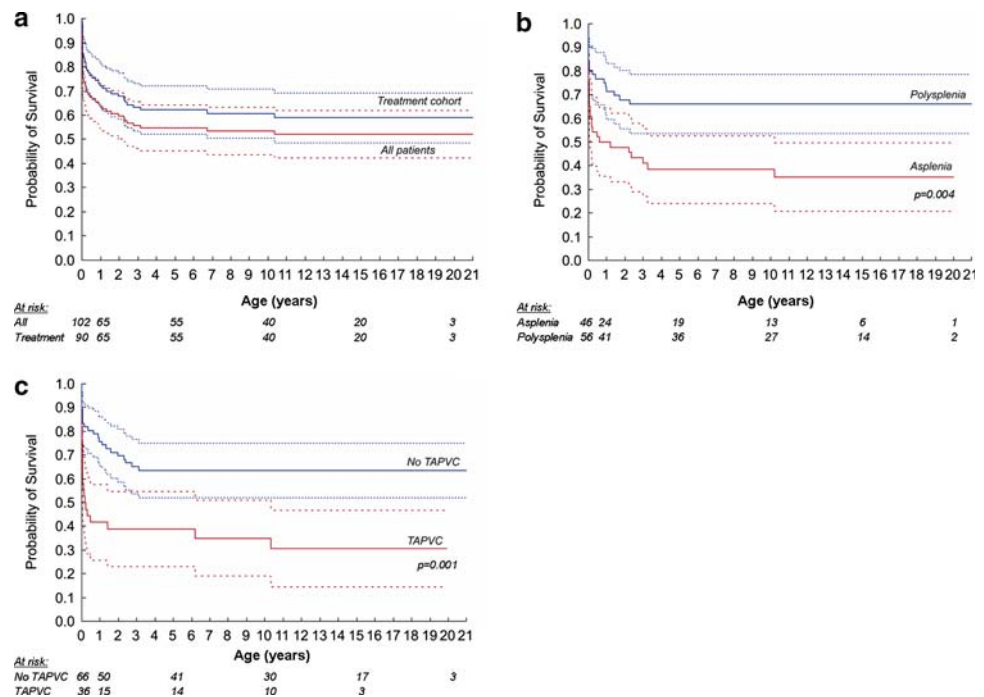 a
Probability of Survival
1.0
0.9
0.8
0.7
0.6
0.5
0.4
0.3
0.2
0.1
0.0
Treatment cohort
All patients
0 1 2 3 4 5 6 7 8 9 10 11 12 13 14 15 16 17 18 19 20 21
Age (years)
At risk:
All 102 65 55 40 20 3
Treatment 90 65 55 40 20 3
b
Probability of Survival
1.0
0.9
0.8
0.7
0.6
0.5
0.4
0.3
0.2
0.1
0.0
Polysplenia
Asplenia
p=0.004
0 1 2 3 4 5 6 7 8 9 10 11 12 13 14 15 16 17 18 19 20 21
Age (years)
At risk:
Asplenia 46 24 19 13 6 1
Polysplenia 56 41 36 27 14 2
c
Probability of Survival
1.0
0.9
0.8
0.7
0.6
0.5
0.4
0.3
0.2
0.1
0.0
No TAPVC
TAPVC
p=0.001
0 1 2 3 4 5 6 7 8 9 10 11 12 13 14 15 16 17 18 19 20 21
Age (years)
At risk:
No TAPVC 66 50 41 30 17 3
TAPVC 36 15 14 10 3